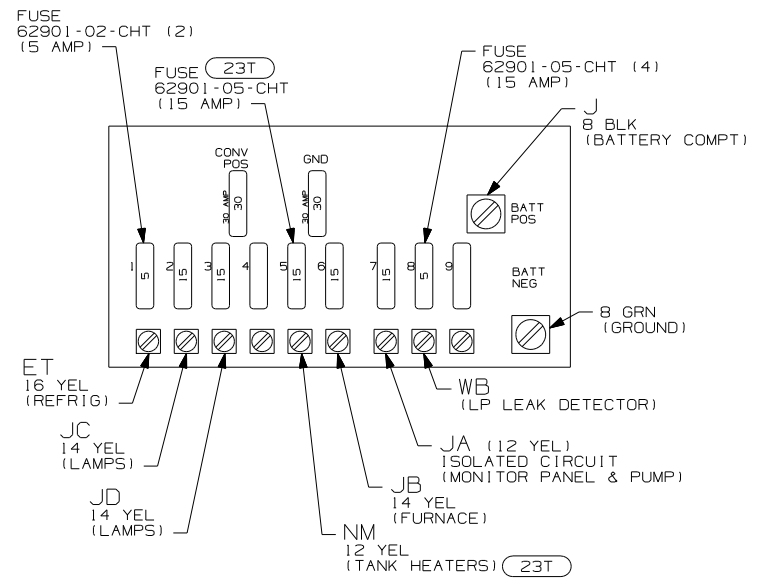 FUSE
62901-02-CHT (2)
(5 AMP)
FUSE 23T
62901-05-CHT
(15 AMP)
FUSE
62901-05-CHT (4)
(15 AMP)
J
8 BLK
(BATTERY COMPT)
CONV
POS
GND
30 AMP
30
30 AMP
30
BATT
POS
1 5
2 15
3 15
4
5 15
6 15
7 15
8 5
9
BATT
NEG
8 GRN
(GROUND)
ET
16 YEL
(REFRIG)
WB
(LP LEAK DETECTOR)
JC
14 YEL
(LAMPS)
JA (12 YEL)
ISOLATED CIRCUIT
(MONITOR PANEL & PUMP)
JD
14 YEL
(LAMPS)
JB
14 YEL
(FURNACE)
NM
12 YEL
(TANK HEATERS) 23T